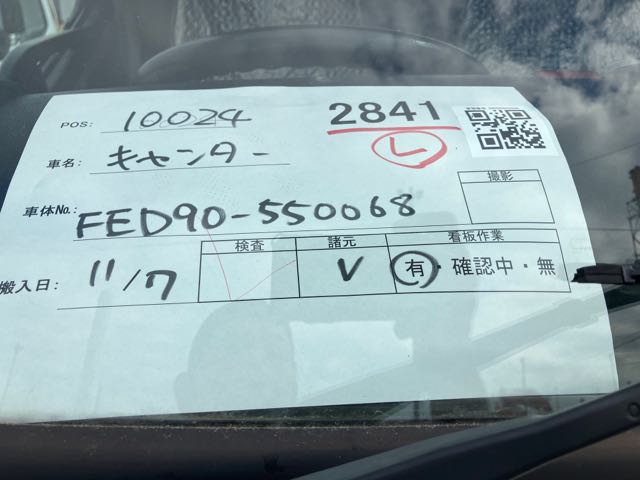 POS: 10024
2841
レ
車名: キャンター
車体No.: FED90-550068
撮影
搬入日: 11/7
検査
諸元
V
看板作業
有・確認中・無